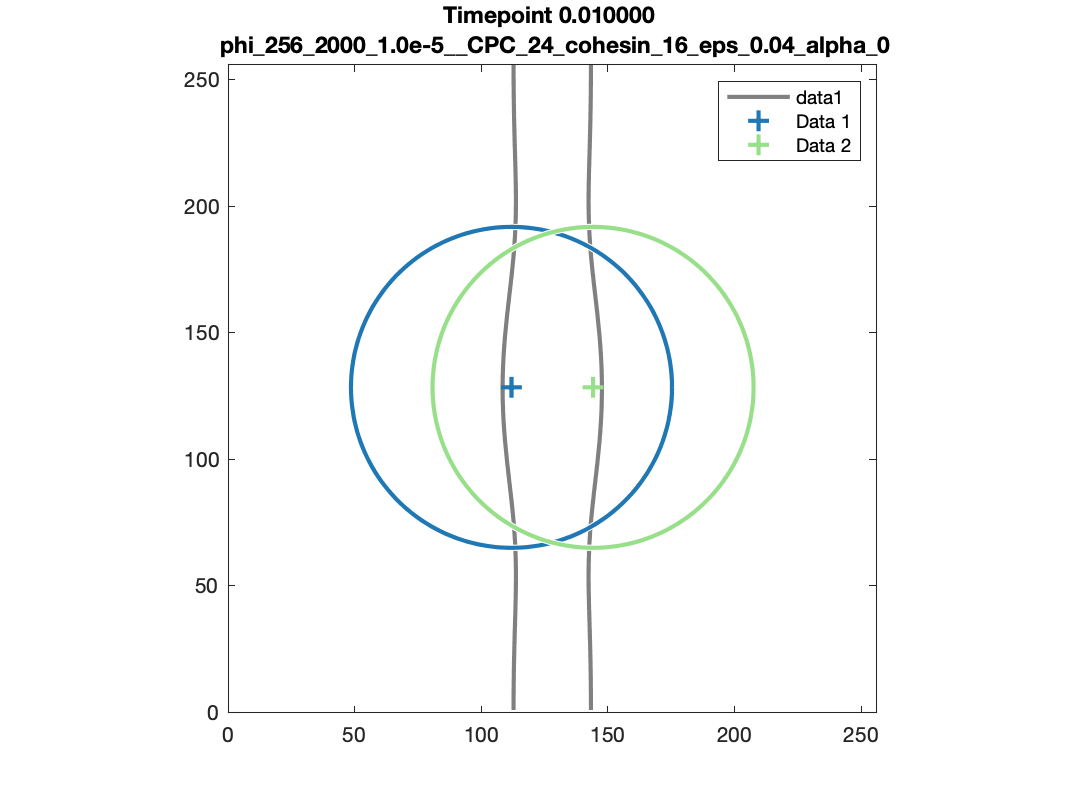 Timepoint 0.010000
phi_256_2000_1.0e-5__CPC_24_cohesin_16_eps_0.04_alpha_0
250
200
150
100
50
0
0 50 100 150 200 250
data1
Data 1
Data 2